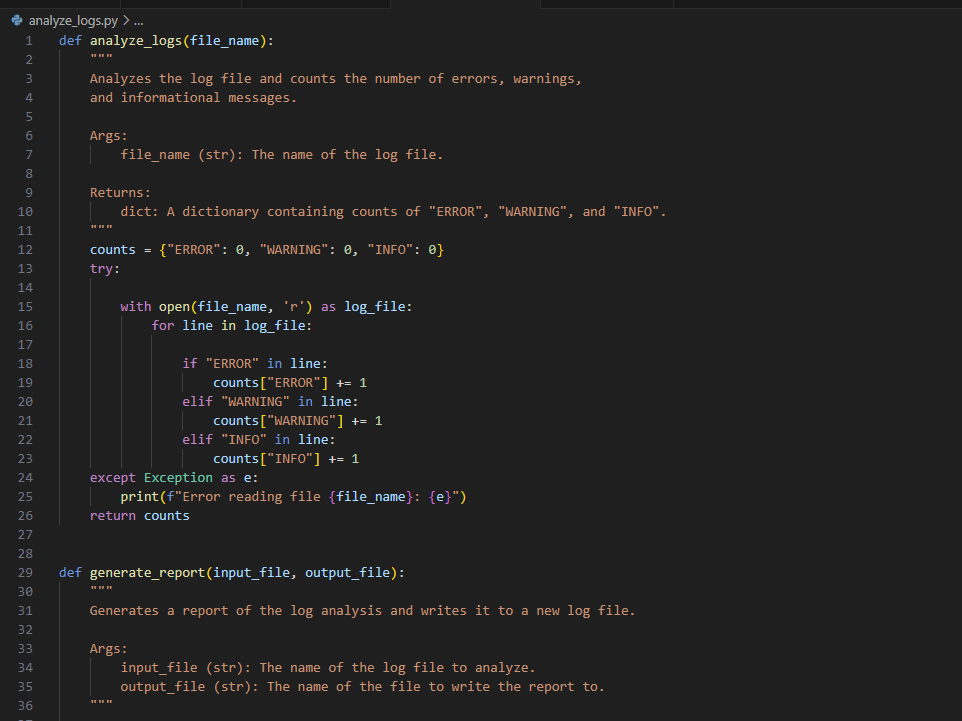 analyze_logs.py > ...
1 def analyze_logs(file_name):
2     """
3     Analyzes the log file and counts the number of errors, warnings,
4     and informational messages.
5
6     Args:
7         file_name (str): The name of the log file.
8
9     Returns:
10         dict: A dictionary containing counts of "ERROR", "WARNING", and "INFO".
11     """
12     counts = {"ERROR": 0, "WARNING": 0, "INFO": 0}
13     try:
14
15         with open(file_name, 'r') as log_file:
16             for line in log_file:
17
18                 if "ERROR" in line:
19                     counts["ERROR"] += 1
20                 elif "WARNING" in line:
21                     counts["WARNING"] += 1
22                 elif "INFO" in line:
23                     counts["INFO"] += 1
24     except Exception as e:
25         print(f"Error reading file {file_name}: {e}")
26     return counts
27
28
29 def generate_report(input_file, output_file):
30     """
31     Generates a report of the log analysis and writes it to a new log file.
32
33     Args:
34         input_file (str): The name of the log file to analyze.
35         output_file (str): The name of the file to write the report to.
36     """